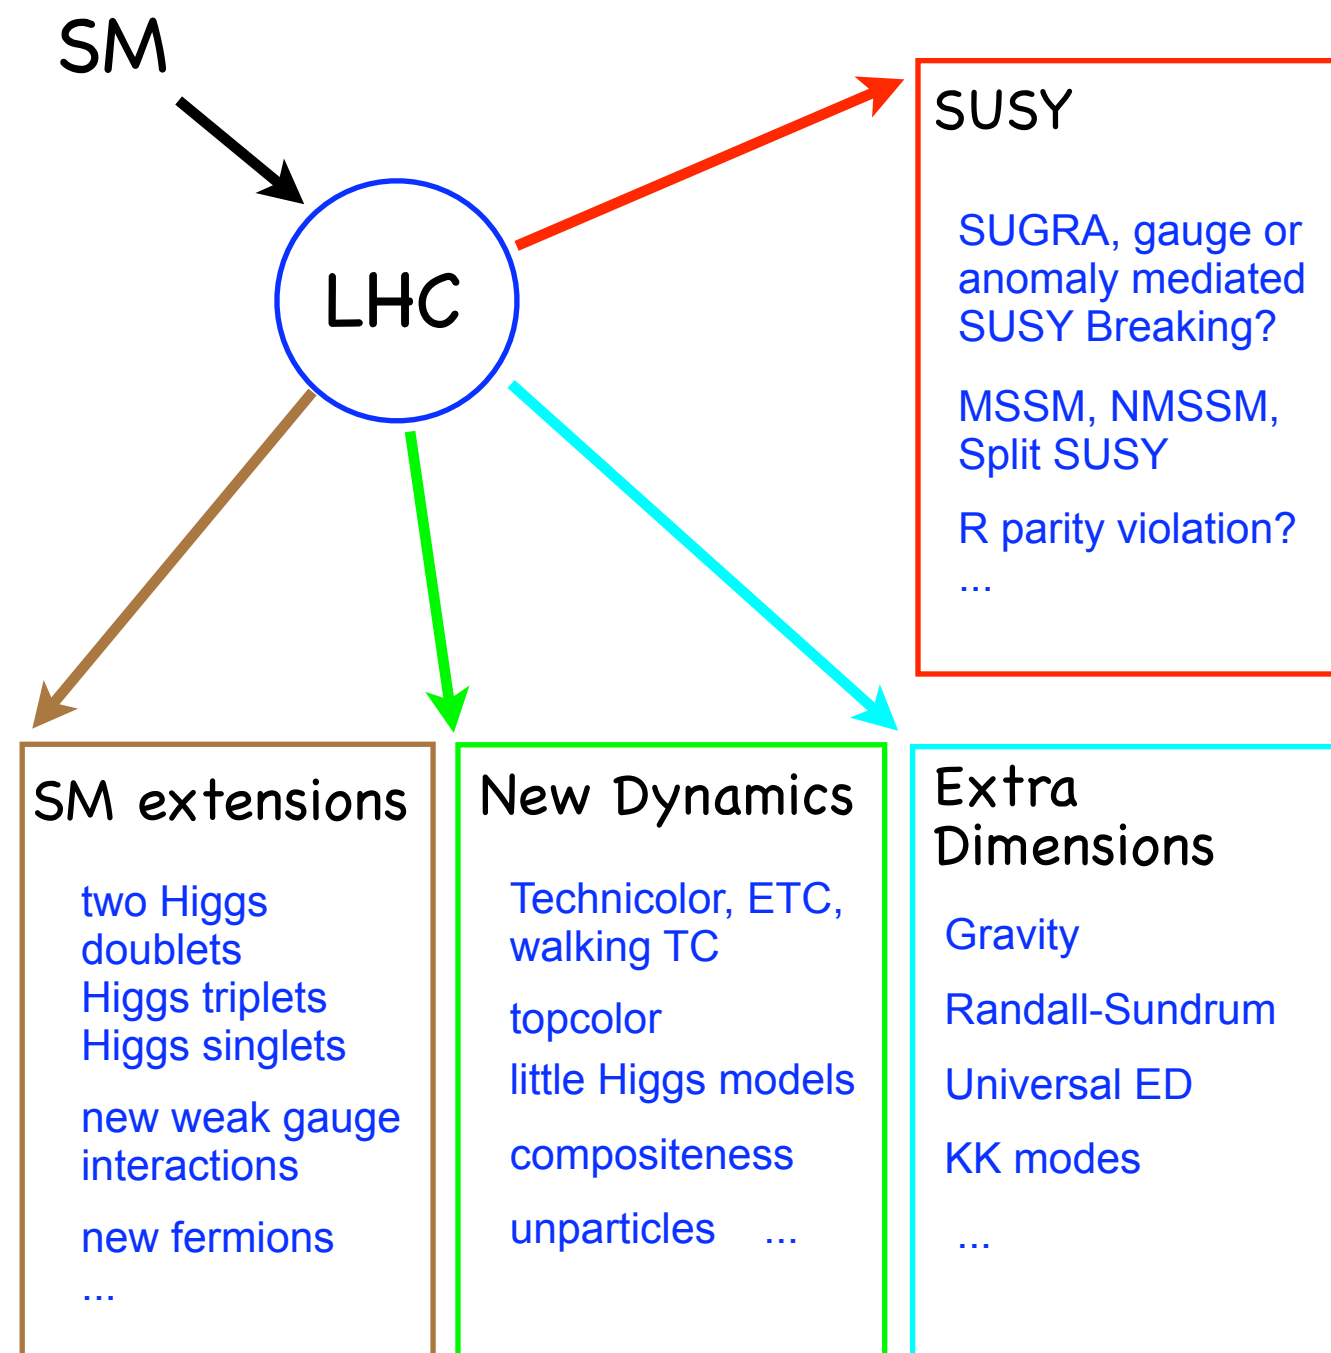 SM
LHC
SUSY
SUGRA, gauge or
anomaly mediated
SUSY Breaking?
MSSM, NMSSM,
Split SUSY
R parity violation?
...
SM extensions
two Higgs
doublets
Higgs triplets
Higgs singlets
new weak gauge
interactions
new fermions
...
New Dynamics
Technicolor, ETC,
walking TC
topcolor
little Higgs models
compositeness
unparticles ...
Extra
Dimensions
Gravity
Randall-Sundrum
Universal ED
KK modes
...